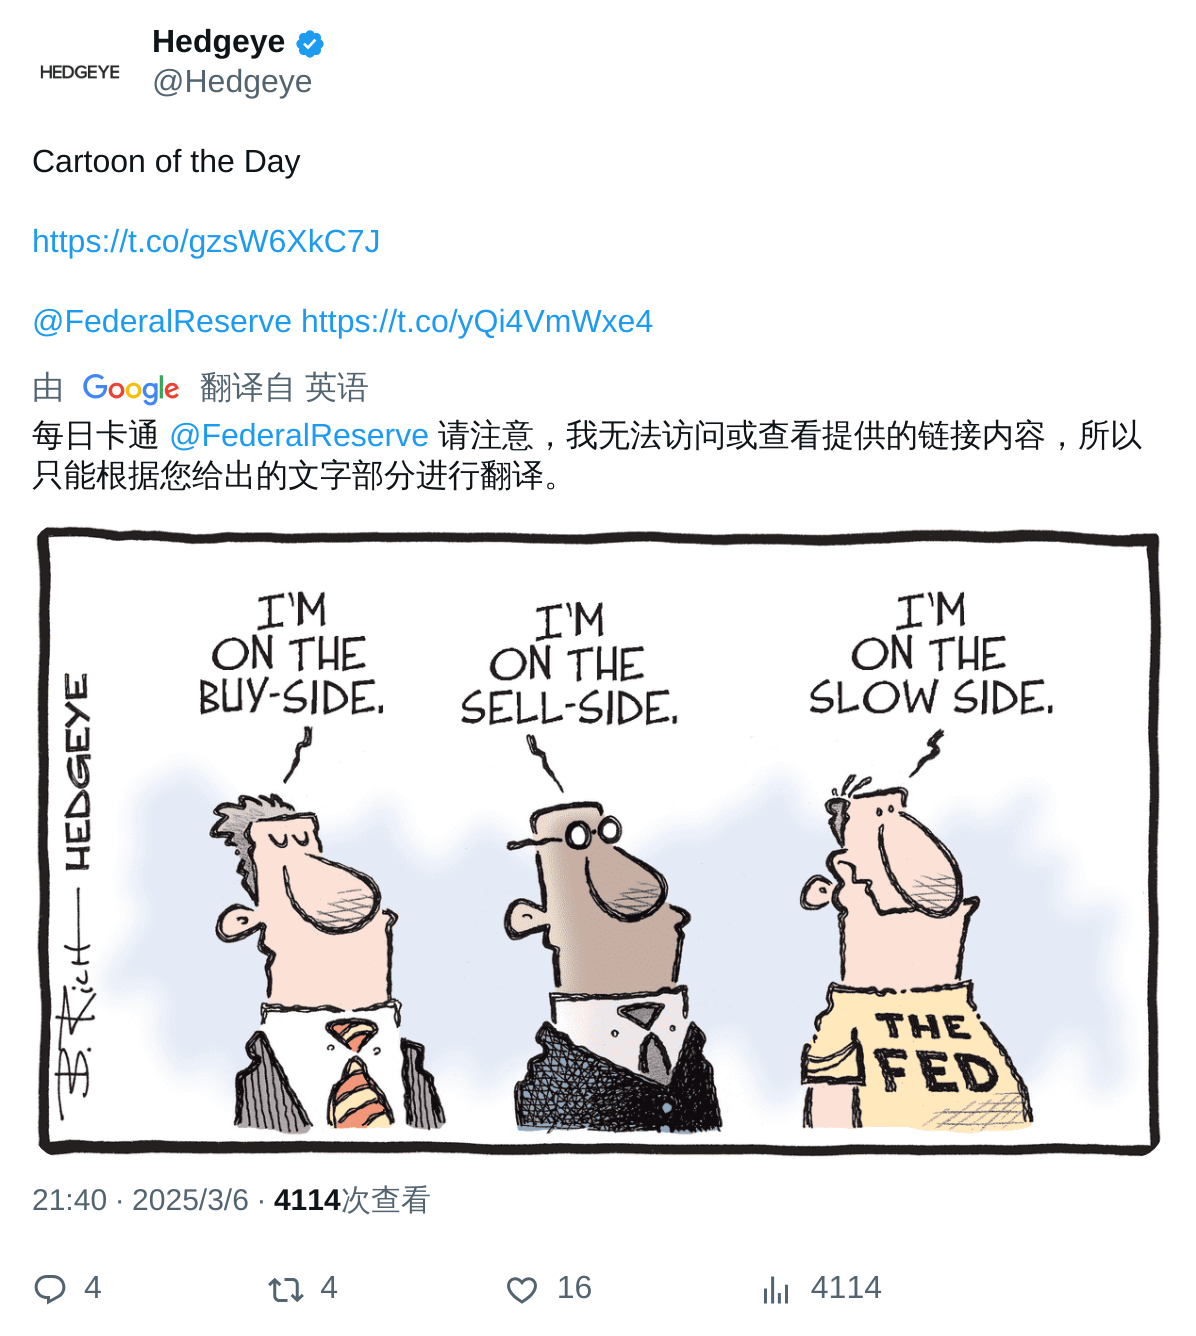 Hedgeye
HEDGEYE
@Hedgeye
Cartoon of the Day
https://t.co/gzsW6XkC7J
@FederalReserve https://t.co/yQi4VmWxe4
由 Google 翻译自 英语
每日卡通 @FederalReserve 请注意，我无法访问或查看提供的链接内容，所以
只能根据您给出的文字部分进行翻译。
I'M
ON THE
BUY-SIDE.
I'M
ON THE
SELL-SIDE.
I'M
ON THE
SLOW SIDE.
B. Rich — HEDGEYE
THE
FED
21:40 · 2025/3/6 · 4114次查看
4 4 16 4114